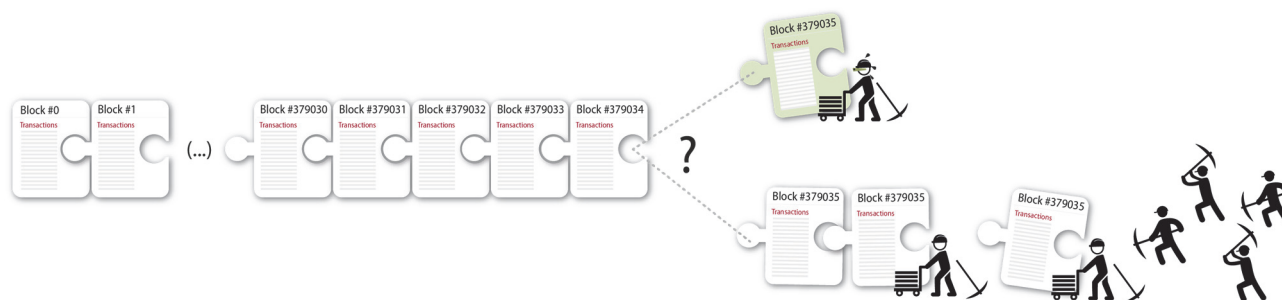 Block #0
Transactions
Block #1
Transactions
(...)
Block #379030
Transactions
Block #379031
Transactions
Block #379032
Transactions
Block #379033
Transactions
Block #379034
Transactions
?
Block #379035
Transactions
Block #379035
Transactions
Block #379035
Transactions
Block #379035
Transactions